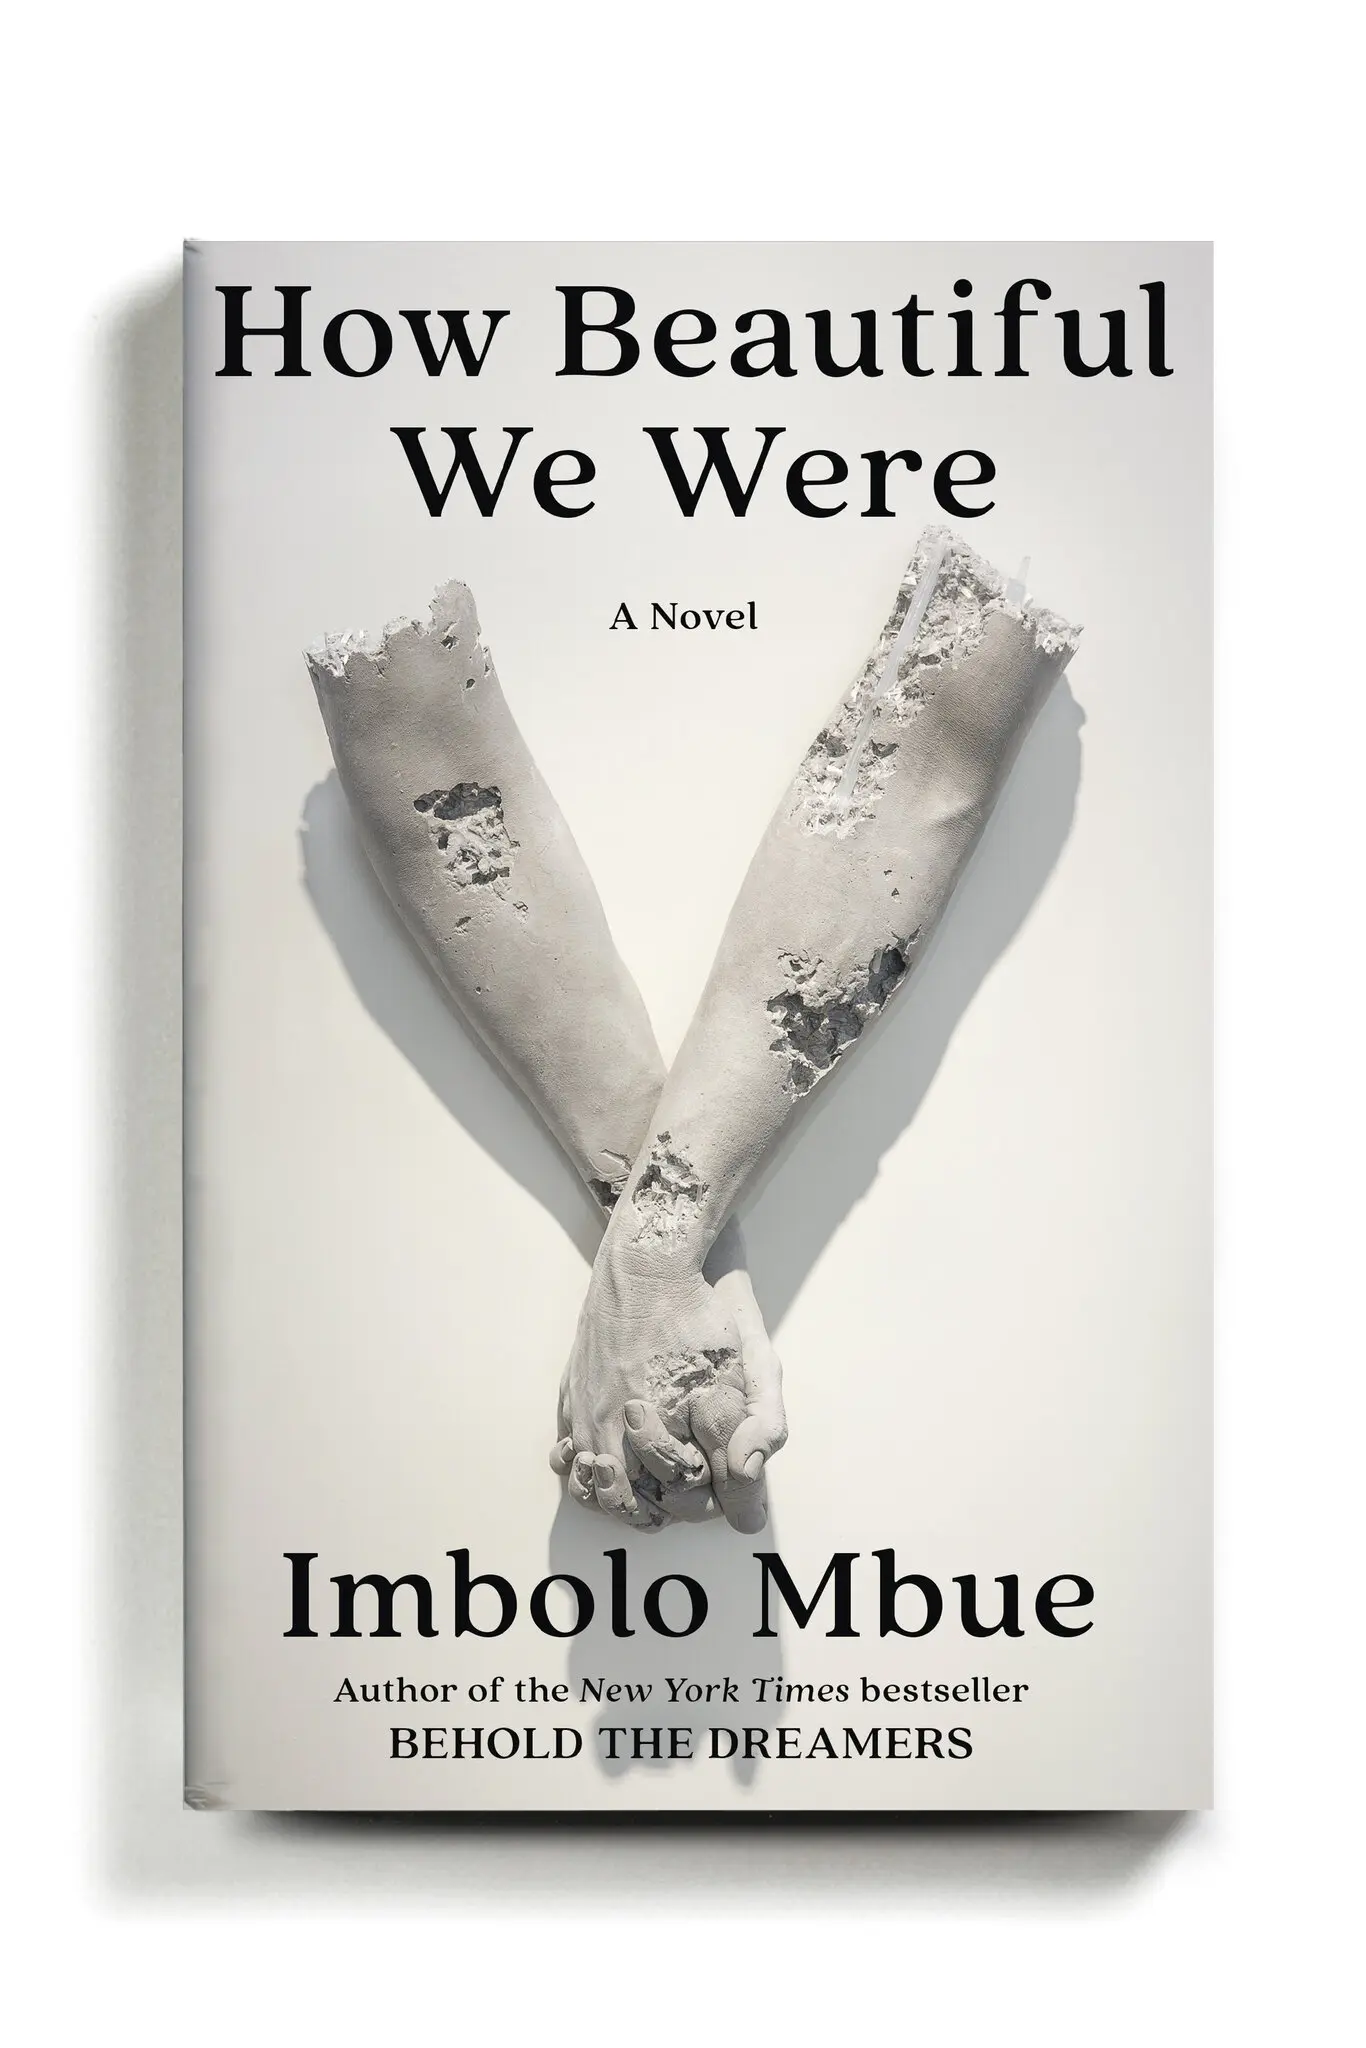 How Beautiful
We Were
A Novel
Imbolo Mbue
Author of the New York Times bestseller
BEHOLD THE DREAMERS